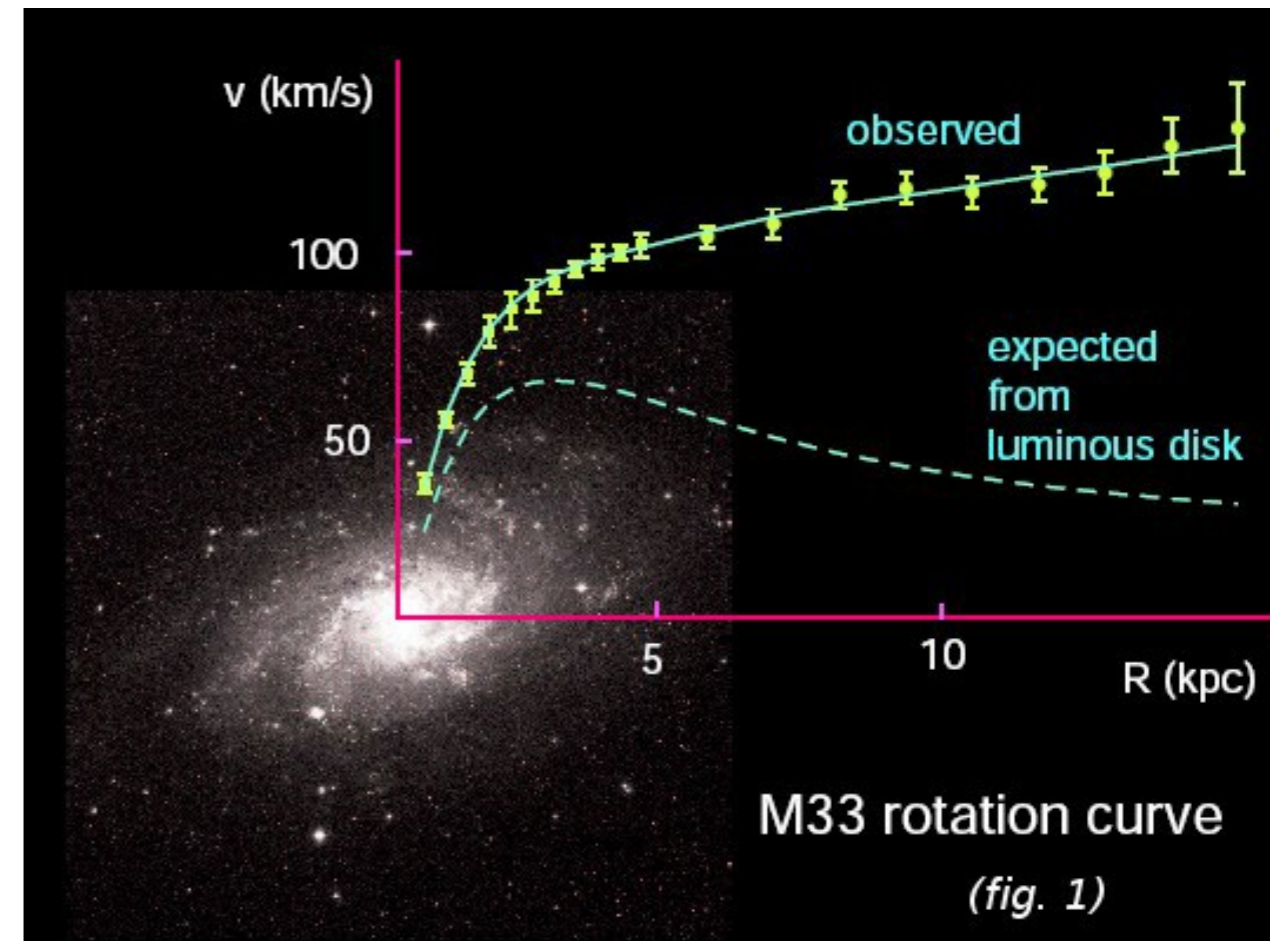 v (km/s)
observed
100
expected
from
luminous disk
50
5
10
R (kpc)
M33 rotation curve
(fig. 1)